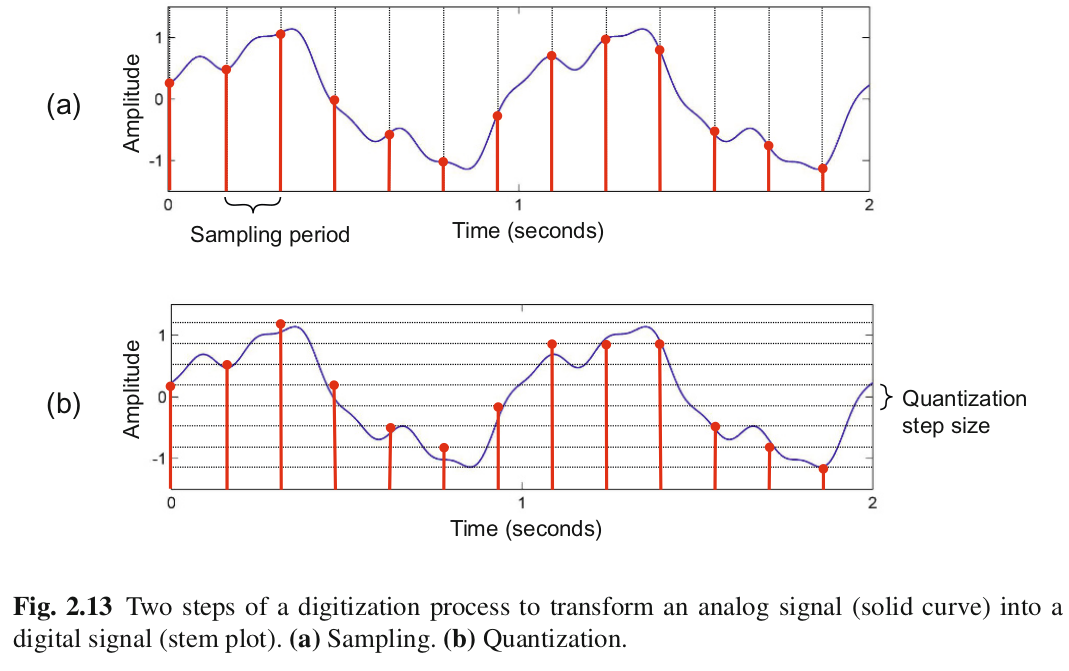 (a)
Amplitude
1
0
-1
0
1
2
Sampling period
Time (seconds)
(b)
Amplitude
1
0
-1
0
1
2
Quantization
step size
Time (seconds)
Fig. 2.13 Two steps of a digitization process to transform an analog signal (solid curve) into a
digital signal (stem plot). (a) Sampling. (b) Quantization.